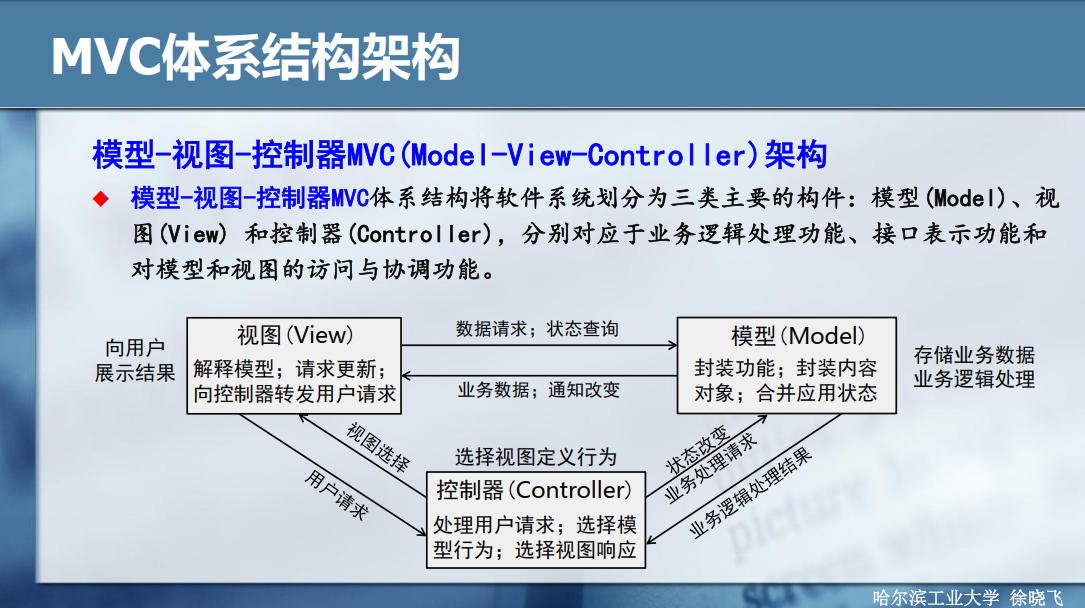 MVC体系结构架构
模型-视图-控制器MVC(Model-View-Controller)架构
模型-视图-控制器MVC体系结构将软件系统划分为三类主要的构件：模型(Model)、视
图(View) 和控制器(Controller)，分别对应于业务逻辑处理功能、接口表示功能和
对模型和视图的访问与协调功能。
向用户
展示结果
视图(View)
解释模型；请求更新；
向控制器转发用户请求
数据请求；状态查询
业务数据；通知改变
模型(Model)
封装功能；封装内容
对象；合并应用状态
存储业务数据
业务逻辑处理
视图选择
用户请求
选择视图定义行为
状态改变
业务处理请求
业务逻辑处理结果
控制器(Controller)
处理用户请求；选择模
型行为；选择视图响应
picture
screen
哈尔滨工业大学 徐晓飞